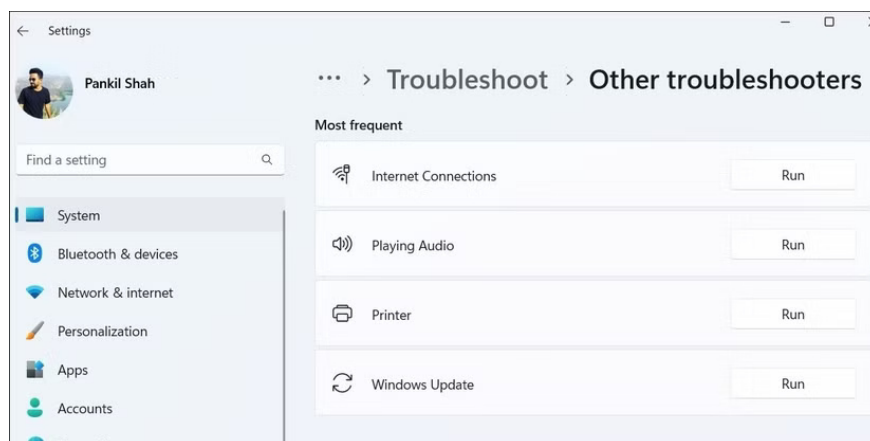 Settings
Pankil Shah
Find a setting
System
Bluetooth & devices
Network & internet
Personalization
Apps
Accounts
... > Troubleshoot > Other troubleshooters
Most frequent
Internet Connections Run
Playing Audio Run
Printer Run
Windows Update Run